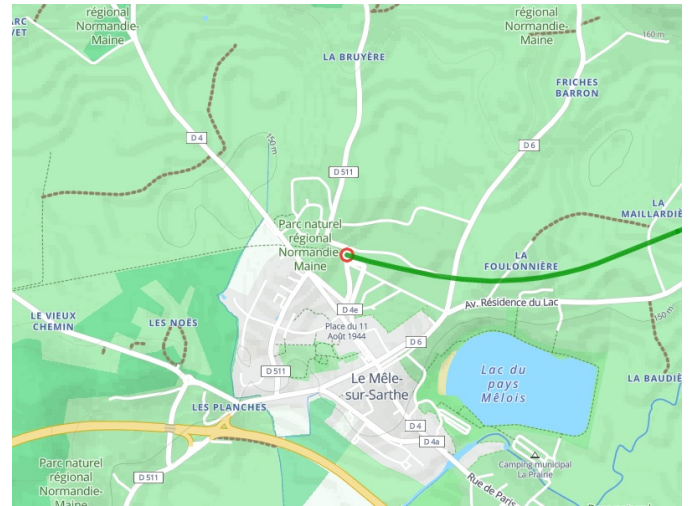 régional
Normandie-
Maine
régional
Normandie-
Maine
LA BRUYÈRE
160 m
FRICHES
BARRON
D 4
150 m
D 6
D 511
LA
Parc naturel
régional
Normandie-
Maine
LA
FOULONNIÈRE
Av. Résidence du Lac
150 m
LE VIEUX
CHEMIN
LES NOËS
D 4e
Place du 11
Août 1944
D 6
D 511
Le Mêle-
sur-Sarthe
Lac du
pays
Mêlois
LES PLANCHES
D 4
D 4a
Camping municipal
La Prairie
Rue de Paris
Parc naturel
régional
Normandie-
Maine
D 511